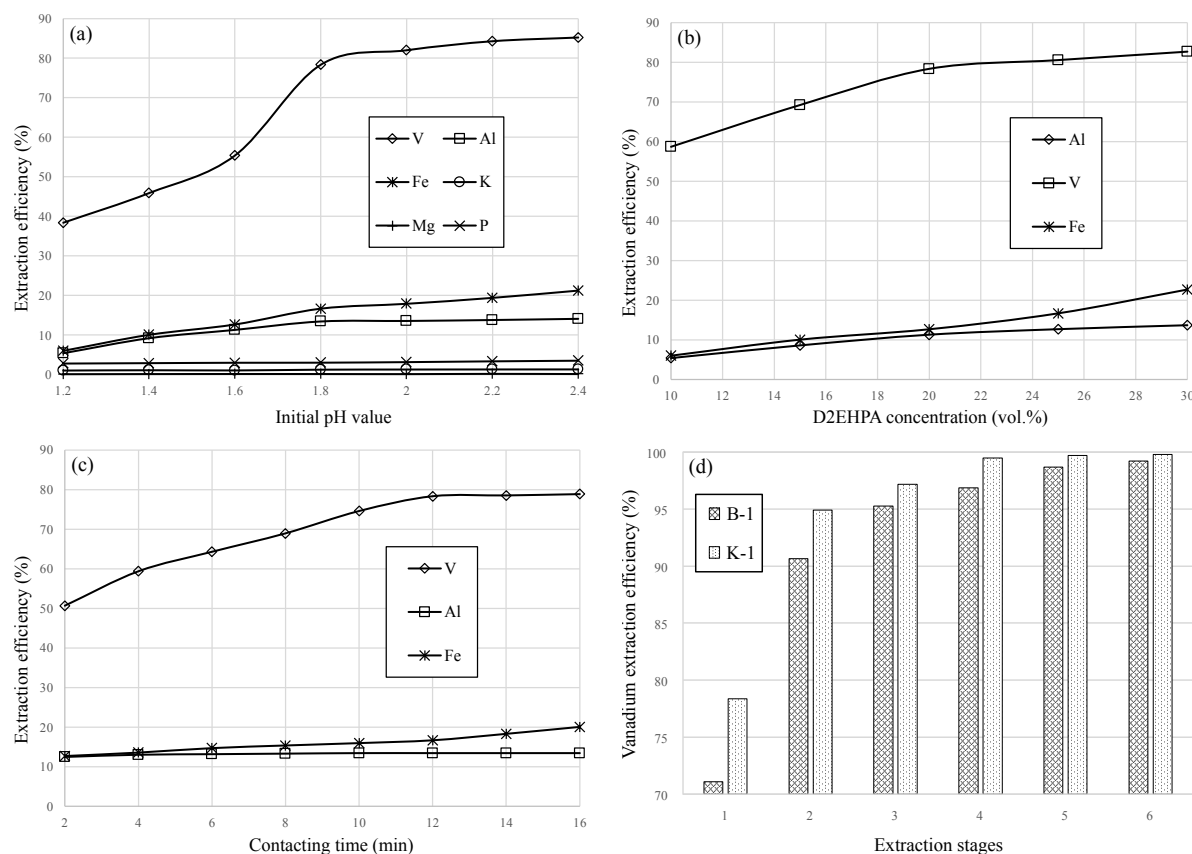 (a)
90
80
70
60
50
40
30
20
10
0
Extraction efficiency (%)
V Al
Fe K
Mg P
1.2 1.4 1.6 1.8 2 2.2 2.4
Initial pH value
(b)
90
80
70
60
50
40
30
20
10
0
Extraction efficiency (%)
Al
V
Fe
10 12 14 16 18 20 22 24 26 28 30
D2EHPA concentration (vol.%)
(c)
90
80
70
60
50
40
30
20
10
0
Extraction efficiency (%)
V
Al
Fe
2 4 6 8 10 12 14 16
Contacting time (min)
(d)
100
95
90
85
80
75
70
Vanadium extraction efficiency (%)
B-1
K-1
1 2 3 4 5 6
Extraction stages